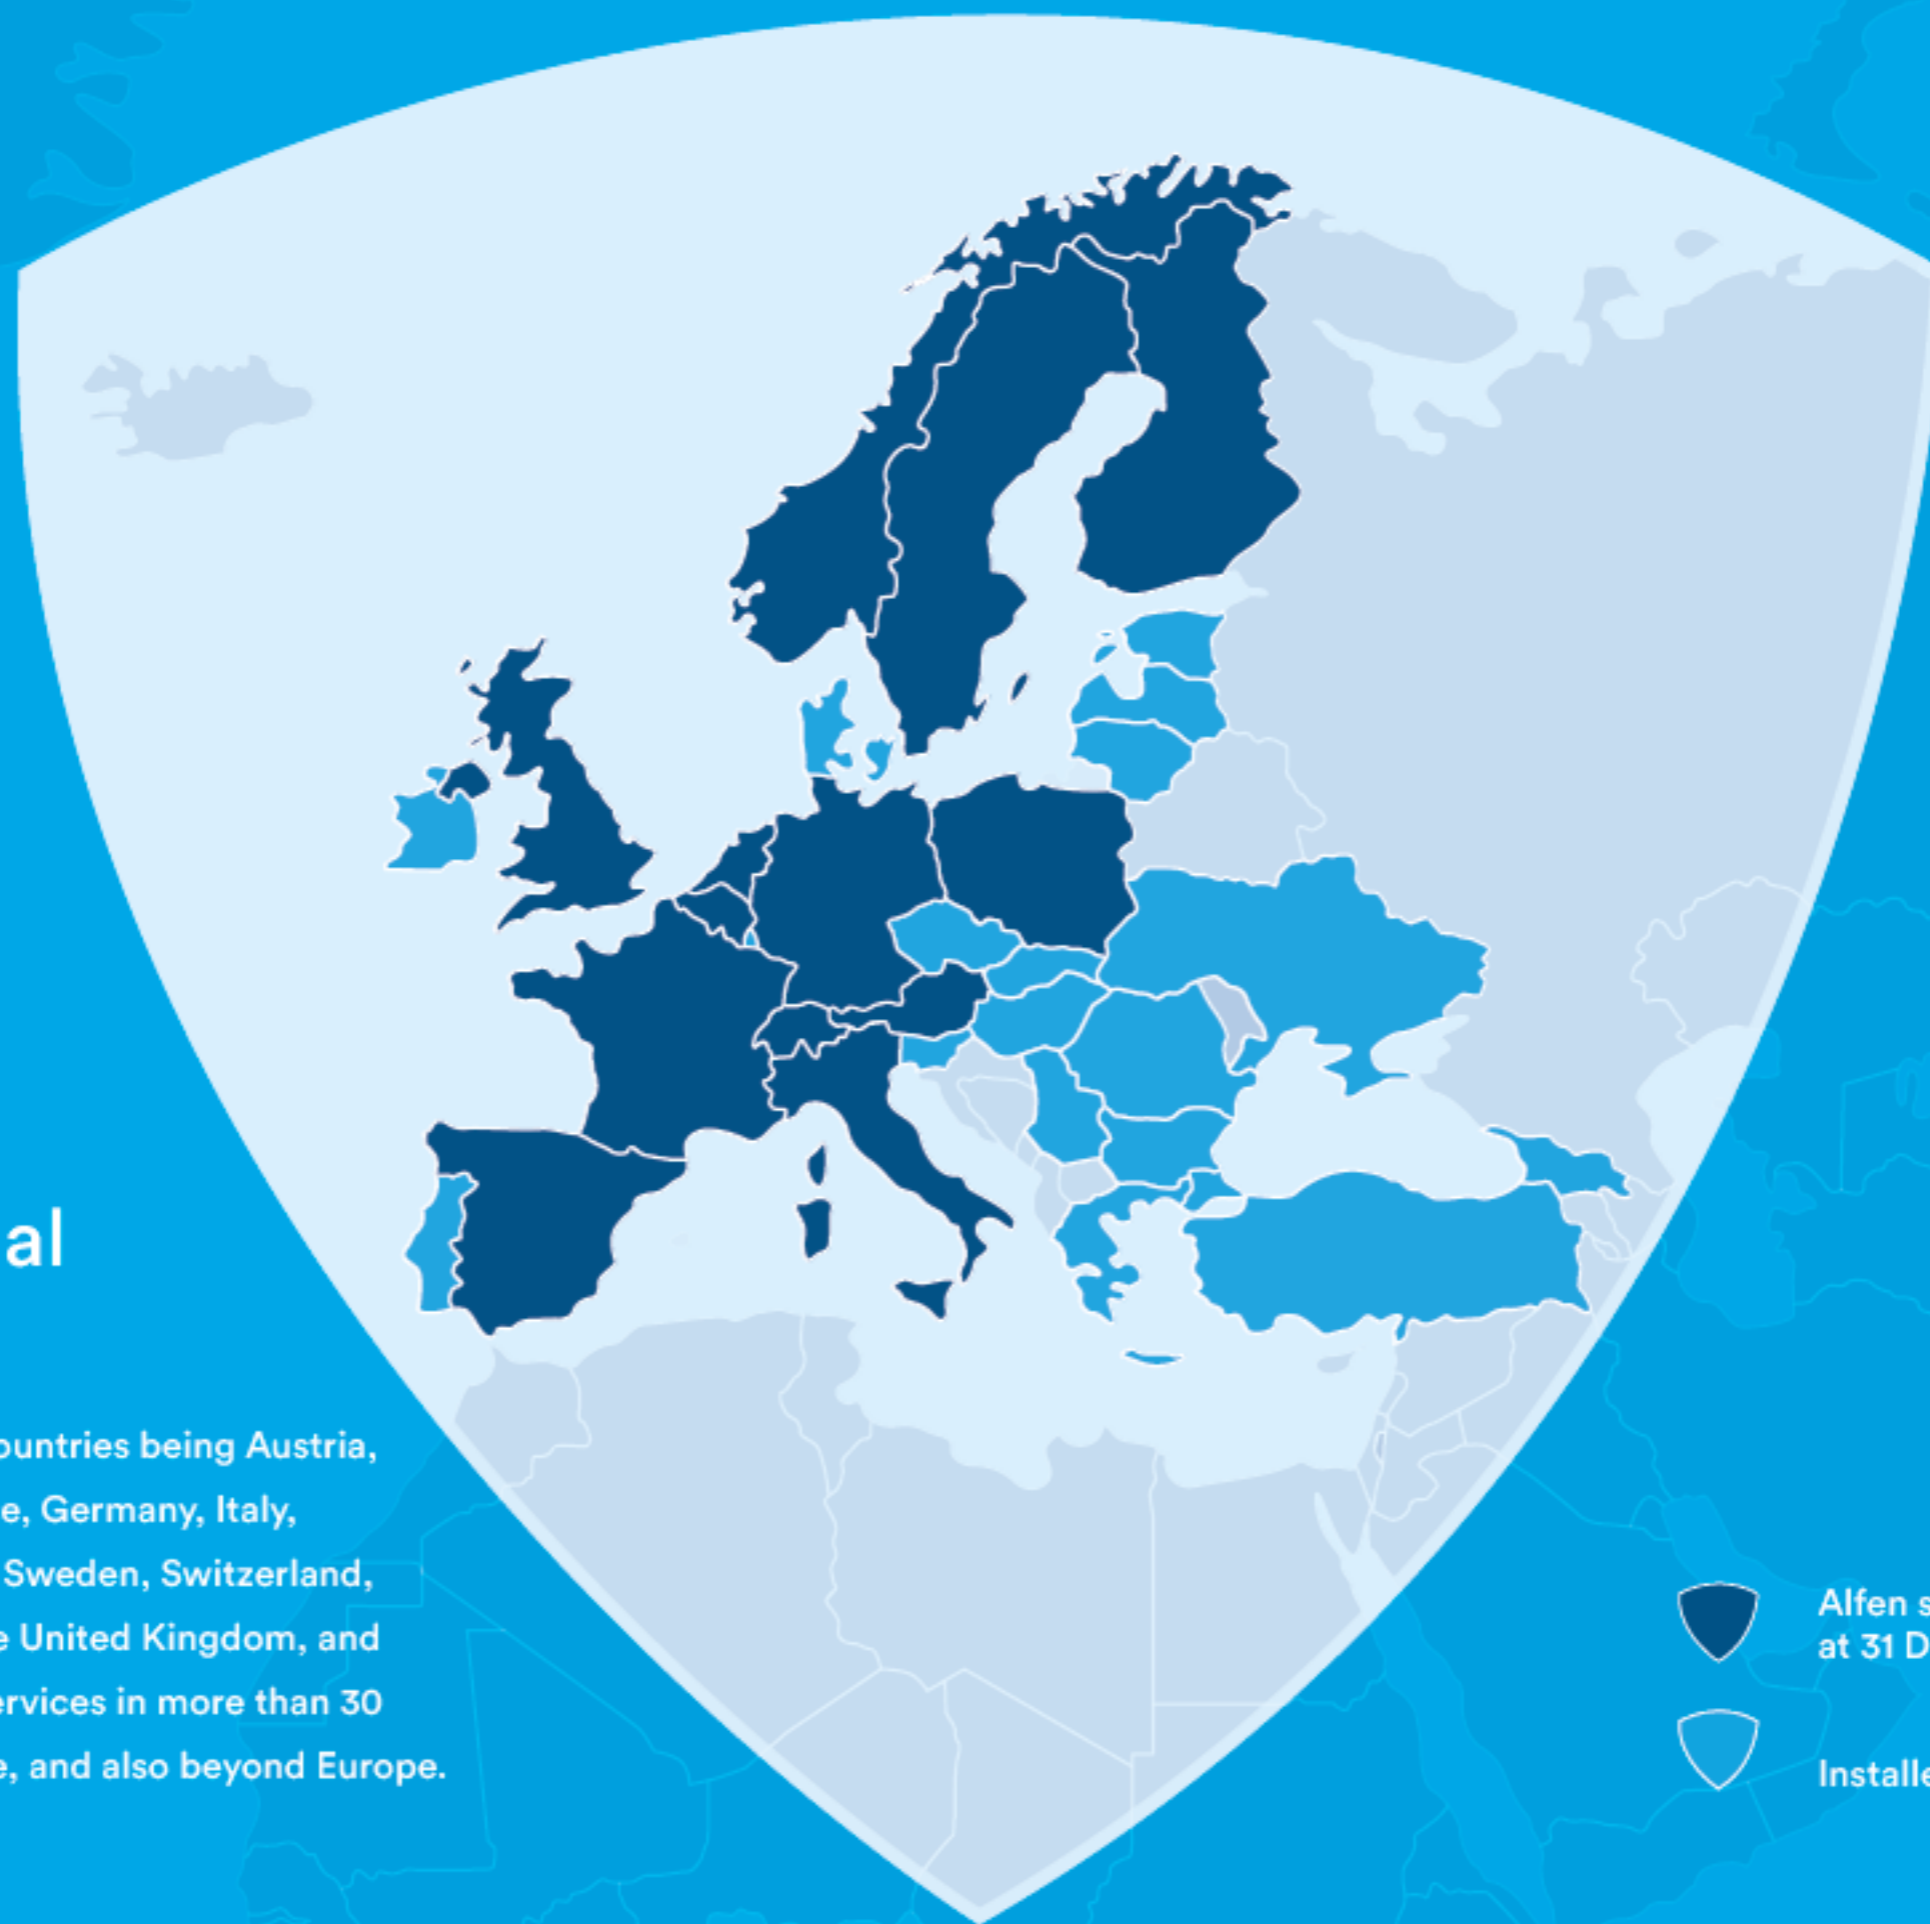 al
ountries being Austria,
e, Germany, Italy,
Sweden, Switzerland,
e United Kingdom, and
ervices in more than 30
e, and also beyond Europe.
Alfen s
at 31 D
Installe